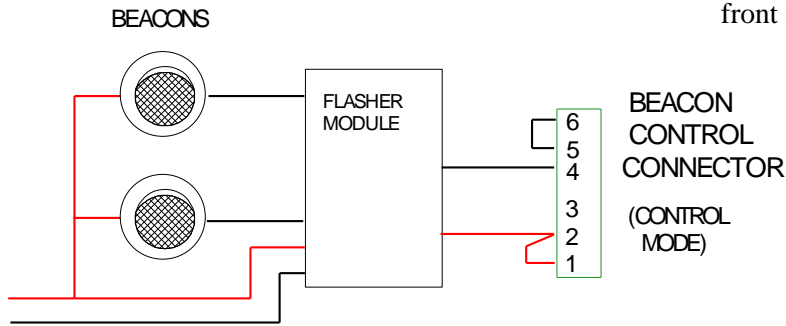 front
BEACONS
FLASHER
MODULE
BEACON
CONTROL
CONNECTOR
(CONTROL
MODE)
6
5
4
3
2
1